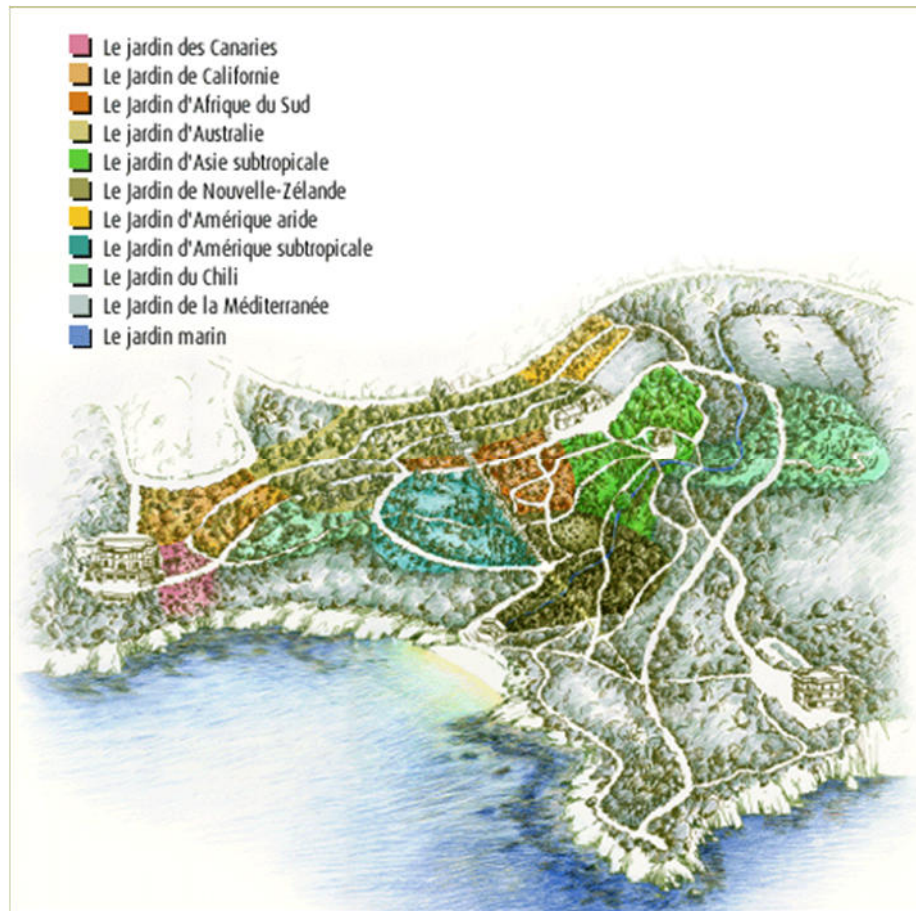 Le jardin des Canaries
Le Jardin de Californie
Le Jardin d'Afrique du Sud
Le jardin d'Australie
Le jardin d'Asie subtropicale
Le Jardin de Nouvelle-Zélande
Le Jardin d'Amérique aride
Le Jardin d'Amérique subtropicale
Le Jardin du Chili
Le Jardin de la Méditerranée
Le jardin marin